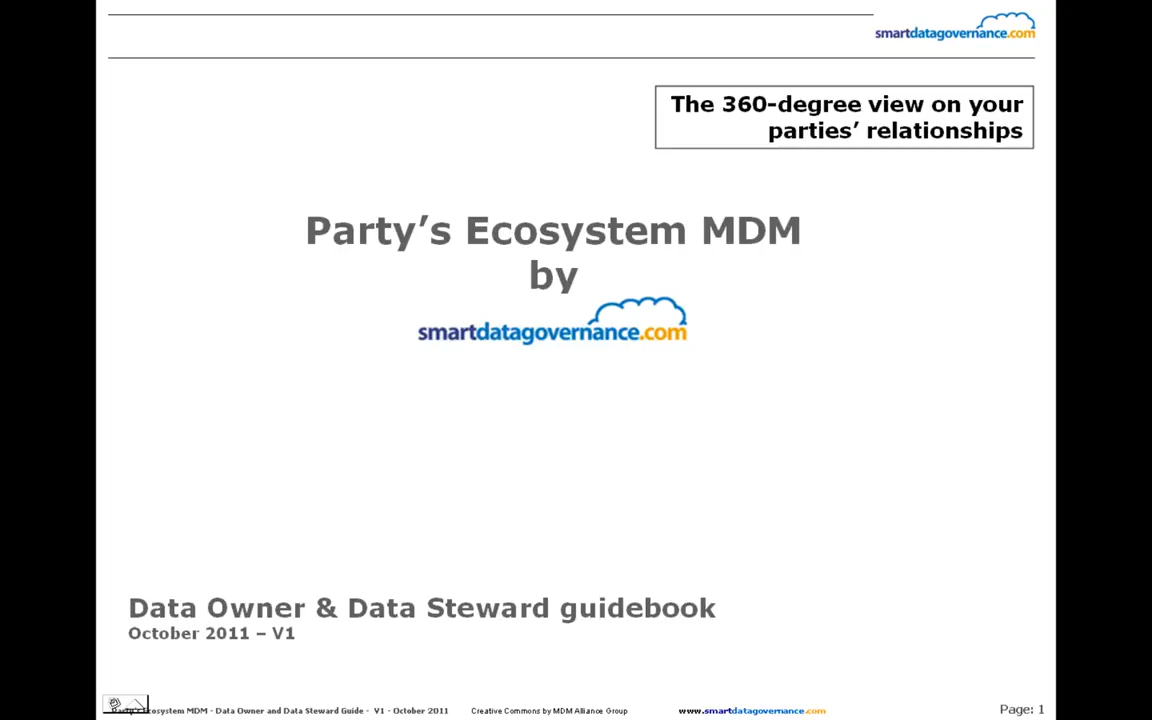 smartdatagovernance.com
The 360-degree view on your
parties’ relationships
Party’s Ecosystem MDM
by
smartdatagovernance.com
Data Owner & Data Steward guidebook
October 2011 – V1
Party's Ecosystem MDM - Data Owner and Data Steward Guide - V1 - October 2011 Creative Commons by MDM Alliance Group www.smartdatagovernance.com Page: 1